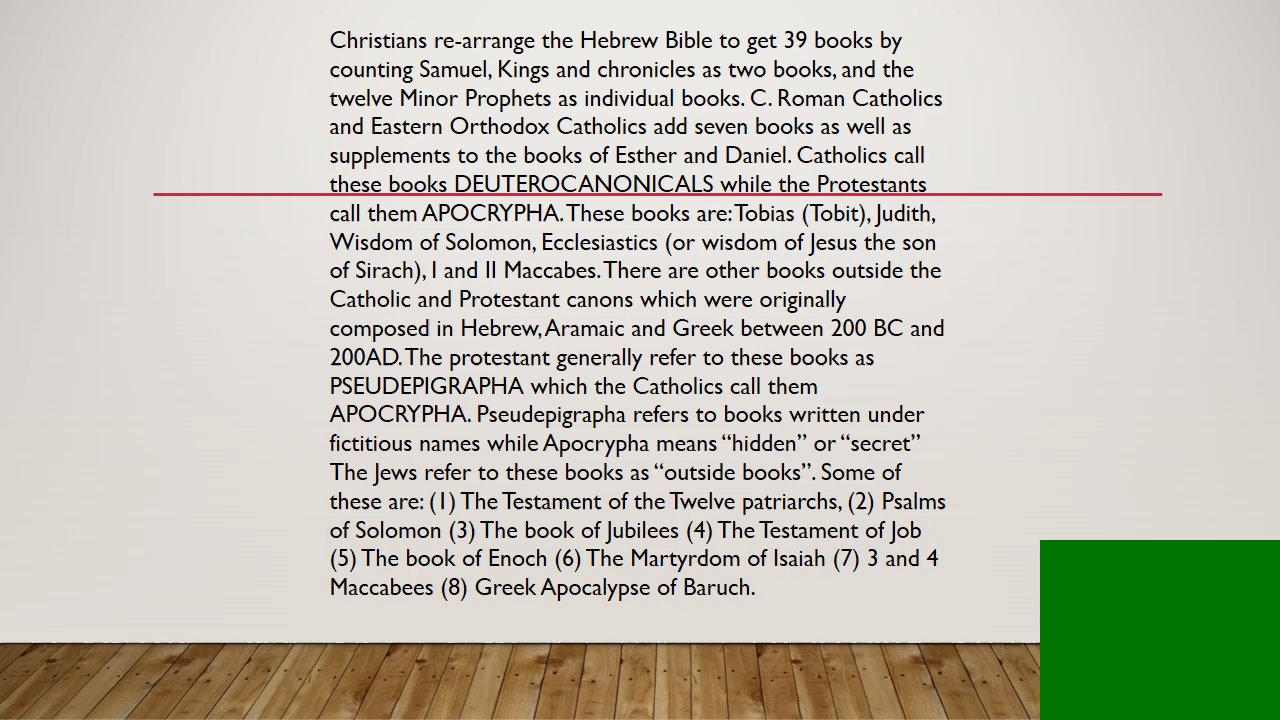 Christians re-arrange the Hebrew Bible to get 39 books by
counting Samuel, Kings and chronicles as two books, and the
twelve Minor Prophets as individual books. C. Roman Catholics
and Eastern Orthodox Catholics add seven books as well as
supplements to the books of Esther and Daniel. Catholics call
these books DEUTEROCANONICALS while the Protestants
call them APOCRYPHA. These books are: Tobias (Tobit), Judith,
Wisdom of Solomon, Ecclesiastics (or wisdom of Jesus the son
of Sirach), I and II Maccabes. There are other books outside the
Catholic and Protestant canons which were originally
composed in Hebrew, Aramaic and Greek between 200 BC and
200AD. The protestant generally refer to these books as
PSEUDEPIGRAPHA which the Catholics call them
APOCRYPHA. Pseudepigrapha refers to books written under
fictitious names while Apocrypha means “hidden” or “secret”
The Jews refer to these books as “outside books”. Some of
these are: (1) The Testament of the Twelve patriarchs, (2) Psalms
of Solomon (3) The book of Jubilees (4) The Testament of Job
(5) The book of Enoch (6) The Martyrdom of Isaiah (7) 3 and 4
Maccabees (8) Greek Apocalypse of Baruch.